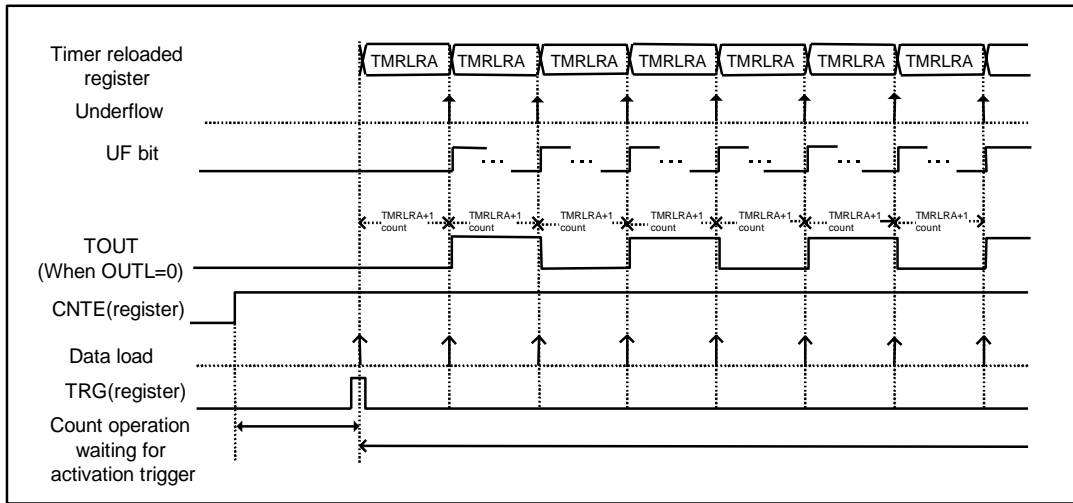 Timer reloaded
register
TMRLRA TMRLRA TMRLRA TMRLRA TMRLRA TMRLRA TMRLRA
Underflow
UF bit
... ... ... ... ... ...
TMRLRA+1 TMRLRA+1 TMRLRA+1 TMRLRA+1 TMRLRA+1 TMRLRA+1 TMRLRA+1
count count count count count count count
TOUT
(When OUTL=0)
CNTE(register)
Data load
TRG(register)
Count operation
waiting for
activation trigger